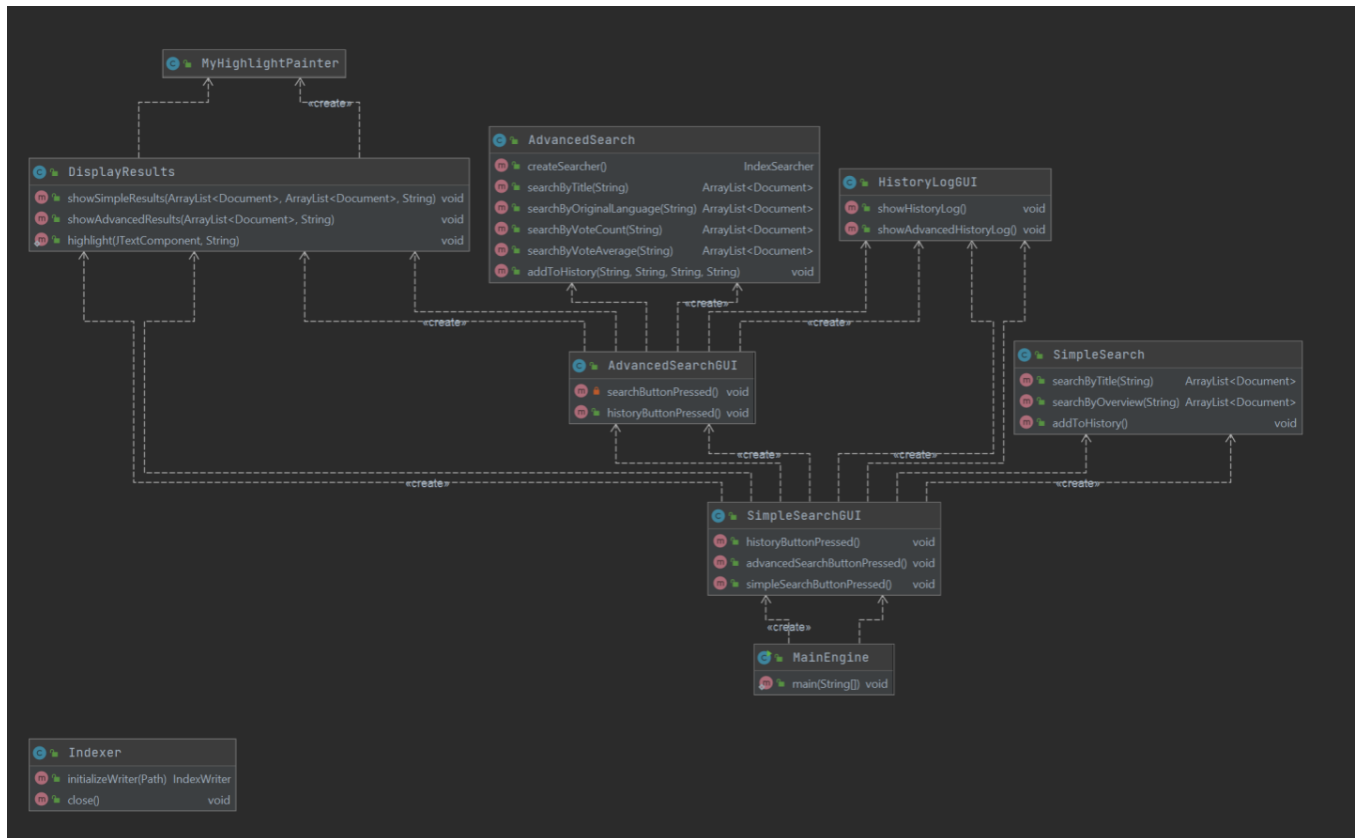 MyHighlightPainter
«create»
AdvancedSearch
createSearcher() IndexSearcher
searchByTitle(String) ArrayList<Document>
searchByOriginalLanguage(String) ArrayList<Document>
searchByVoteCount(String) ArrayList<Document>
searchByVoteAverage(String) ArrayList<Document>
addToHistory(String, String, String, String) void
DisplayResults
showSimpleResults(ArrayList<Document>, ArrayList<Document>, String) void
showAdvancedResults(ArrayList<Document>, String) void
highlight(JTextComponent, String) void
HistoryLogGUI
showHistoryLog() void
showAdvancedHistoryLog() void
«create»
«create»
«create»
AdvancedSearchGUI
searchButtonPressed() void
historyButtonPressed() void
SimpleSearch
searchByTitle(String) ArrayList<Document>
searchByOverview(String) ArrayList<Document>
addToHistory() void
«create»
«create»
«create»
«create»
SimpleSearchGUI
historyButtonPressed() void
advancedSearchButtonPressed() void
simpleSearchButtonPressed() void
«create»
MainEngine
main(String[]) void
Indexer
initializeWriter(Path) IndexWriter
close() void